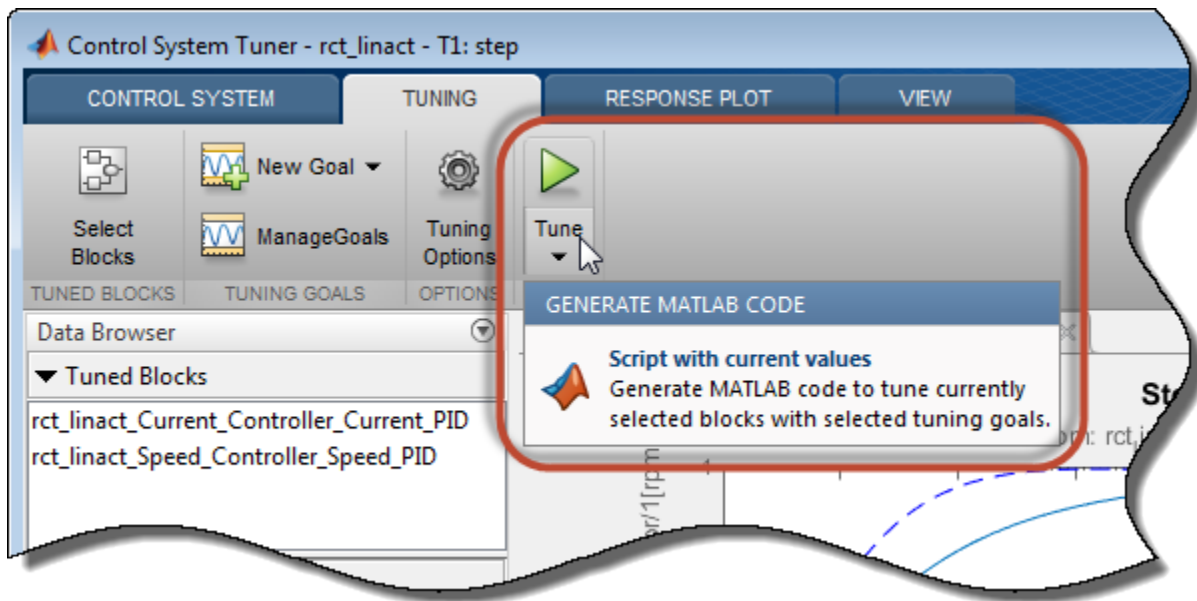 Control System Tuner - rct_linact - T1: step
CONTROL SYSTEM
TUNING
RESPONSE PLOT
VIEW
New Goal
Select
Blocks
ManageGoals
Tuning
Options
Tune
TUNED BLOCKS
TUNING GOALS
OPTIONS
GENERATE MATLAB CODE
Data Browser
Script with current values
Generate MATLAB code to tune currently
selected blocks with selected tuning goals.
Tuned Blocks
rct_linact_Current_Controller_Current_PID
rct_linact_Speed_Controller_Speed_PID
1